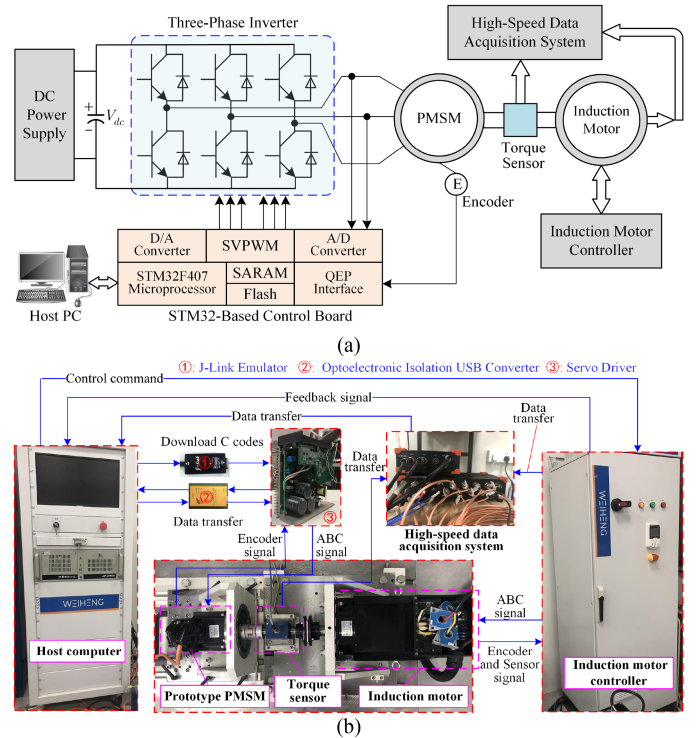 Three-Phase Inverter
High-Speed Data
Acquisition System
DC
Power
Supply
+
Vdc
−
PMSM
Torque
Sensor
Induction
Motor
E
Encoder
Induction Motor
Controller
D/A
Converter
SVPWM
A/D
Converter
STM32F407
Microprocessor
SARAM
Flash
QEP
Interface
Host PC
STM32-Based Control Board
(a)
①: J-Link Emulator ②: Optoelectronic Isolation USB Converter ③: Servo Driver
Control command
Feedback signal
Data transfer
Download C codes
①
②
Data transfer
③
Data
transfer
Data
transfer
High-speed data
acquisition system
Encoder
signal
ABC
signal
WEIHENG
WEIHENG
Host computer
Prototype PMSM
Torque
sensor
Induction motor
ABC
signal
Encoder
and Sensor
signal
Induction motor
controller
(b)